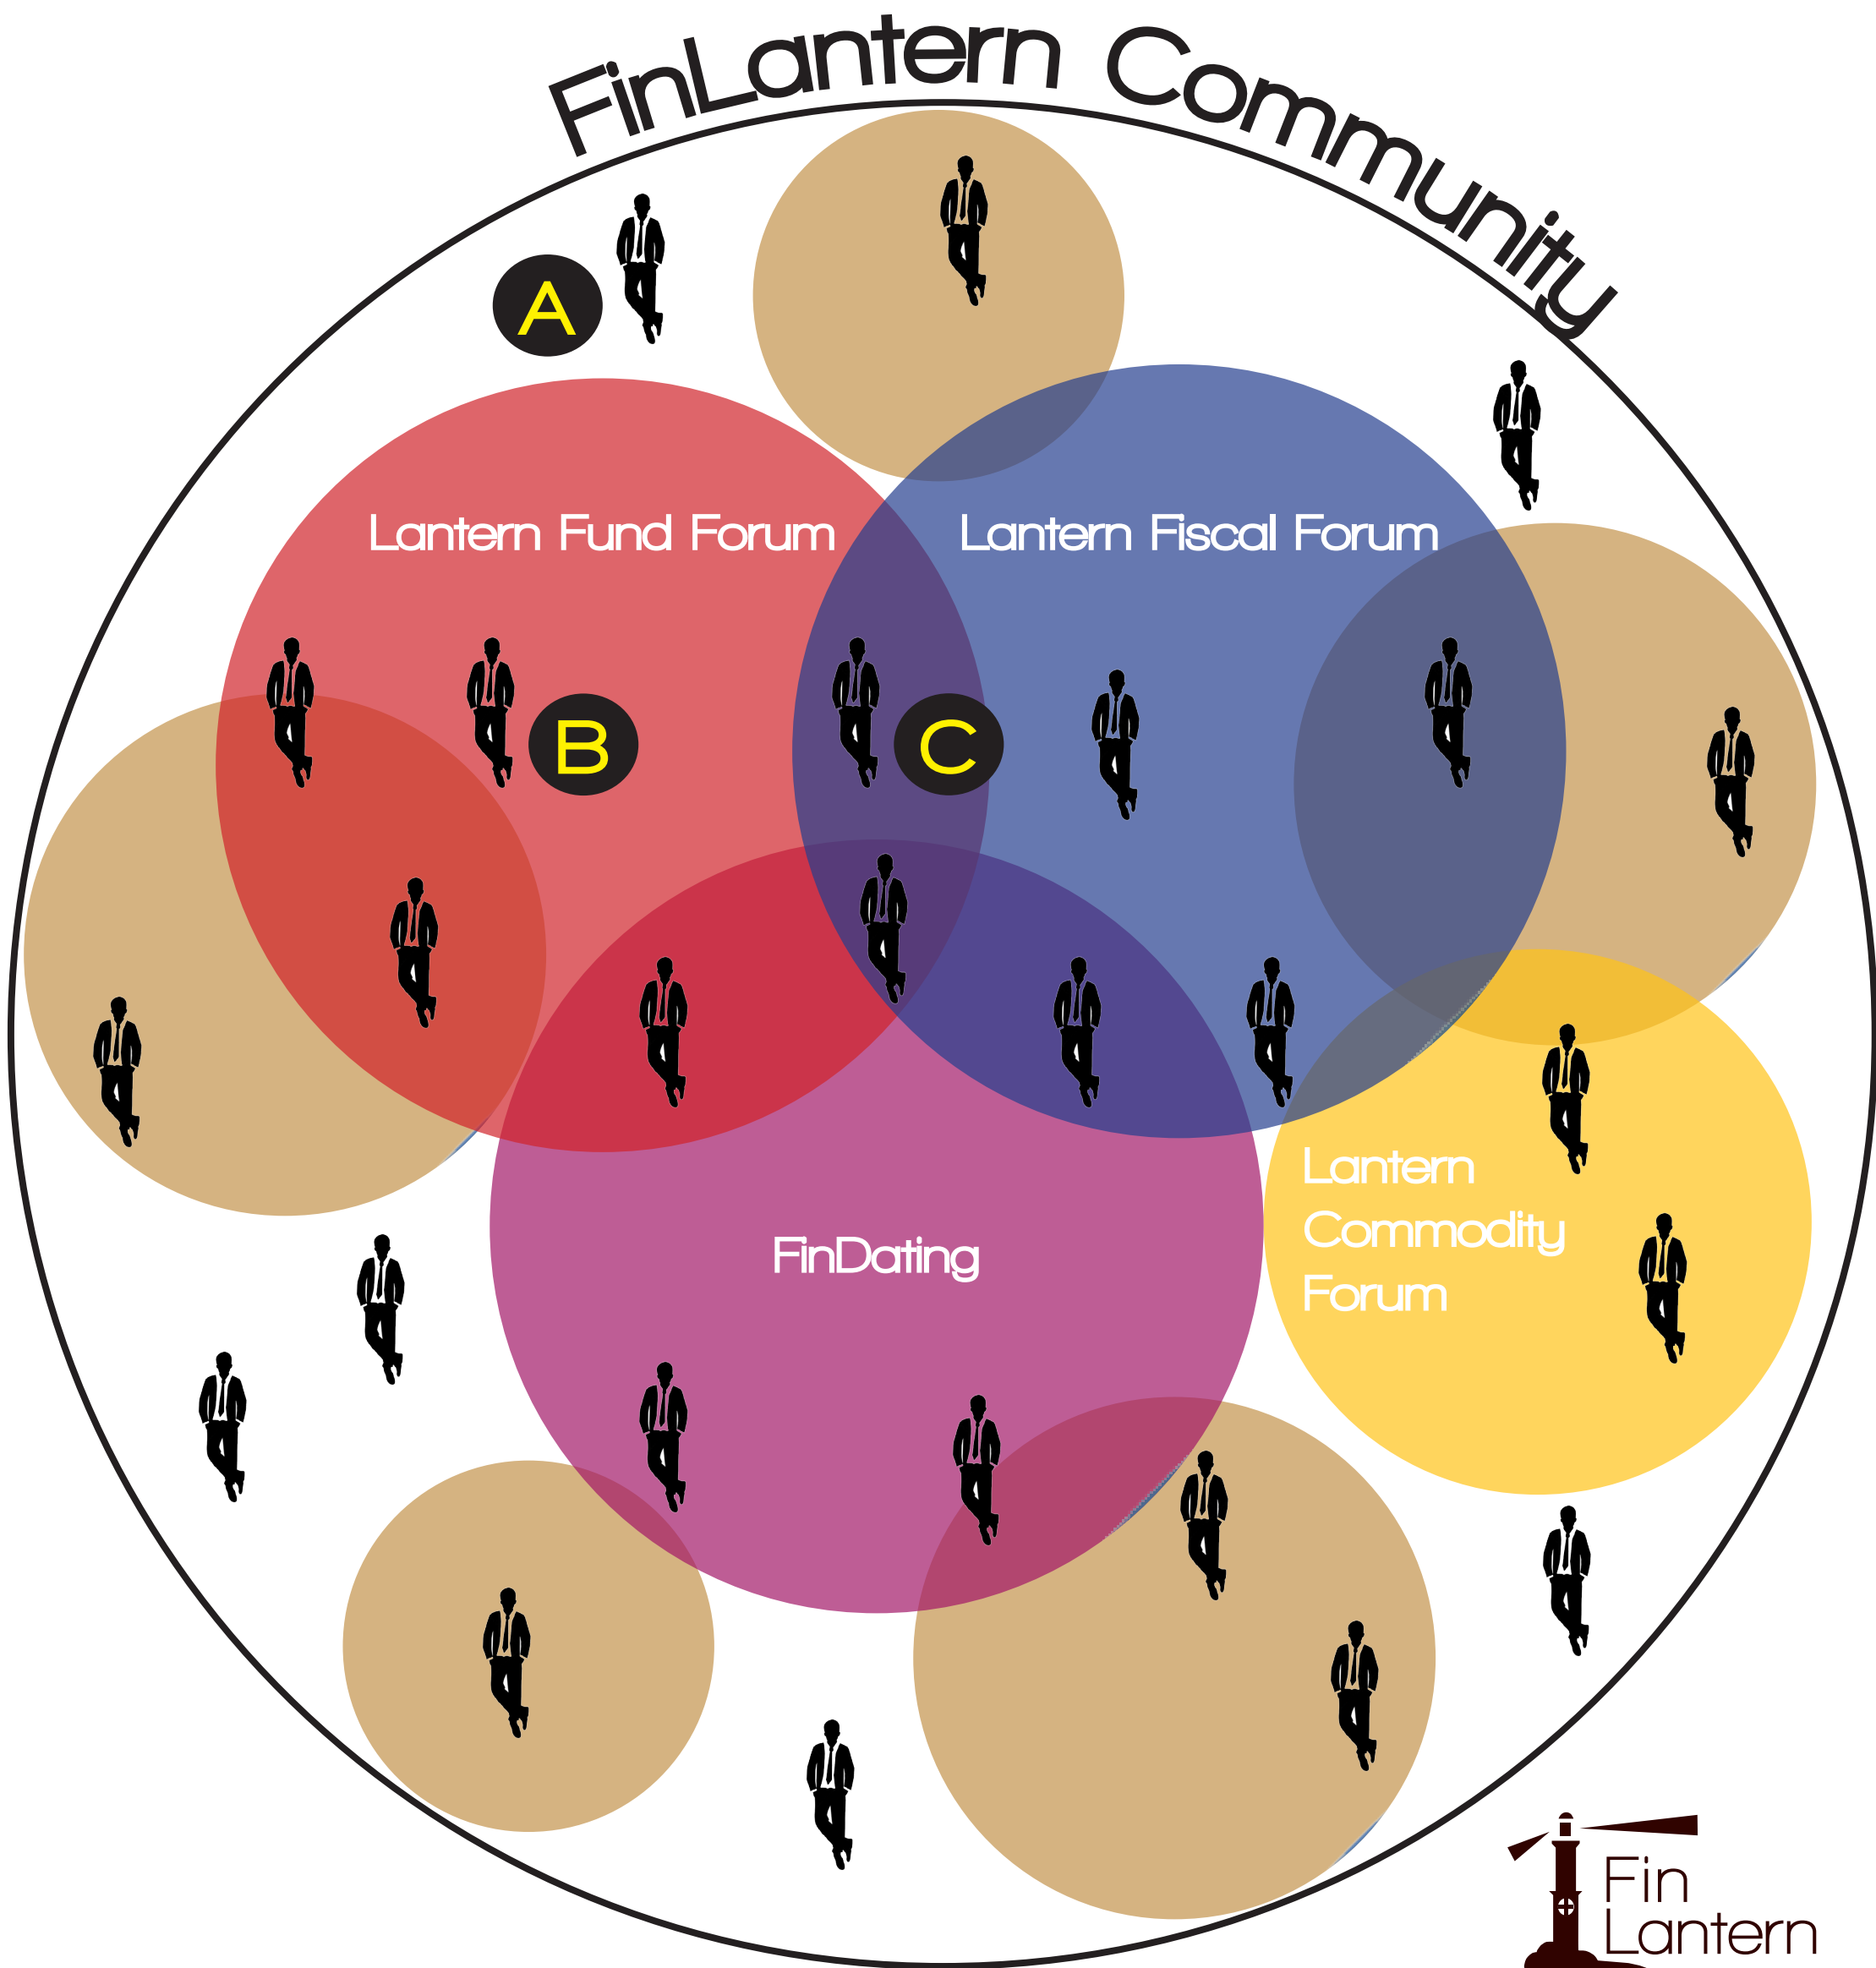 FinLantern Community
A
Lantern Fund Forum
Lantern Fiscal Forum
B
C
Lantern
Commodity
Forum
FinDating
Fin
Lantern